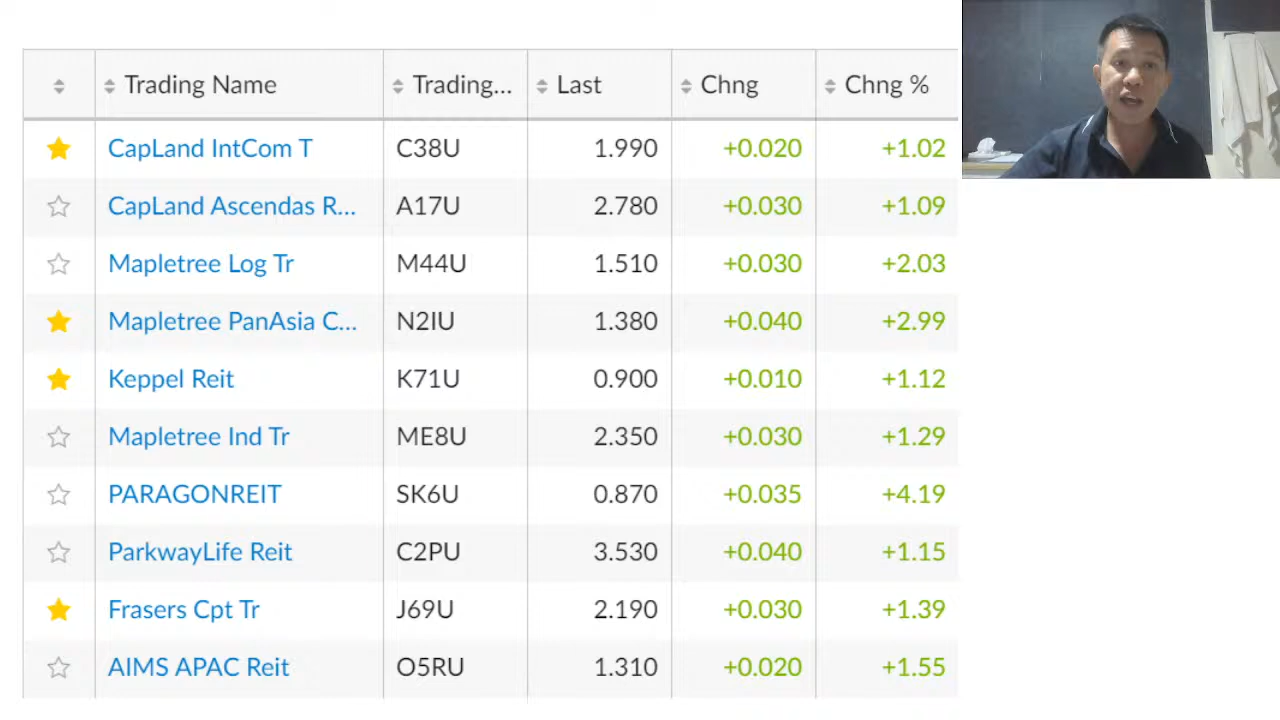 Trading Name Trading... Last Chng Chng %
CapLand IntCom T C38U 1.990 +0.020 +1.02
CapLand Ascendas R... A17U 2.780 +0.030 +1.09
Mapletree Log Tr M44U 1.510 +0.030 +2.03
Mapletree PanAsia C... N2IU 1.380 +0.040 +2.99
Keppel Reit K71U 0.900 +0.010 +1.12
Mapletree Ind Tr ME8U 2.350 +0.030 +1.29
PARAGONREIT SK6U 0.870 +0.035 +4.19
ParkwayLife Reit C2PU 3.530 +0.040 +1.15
Frasers Cpt Tr J69U 2.190 +0.030 +1.39
AIMS APAC Reit O5RU 1.310 +0.020 +1.55